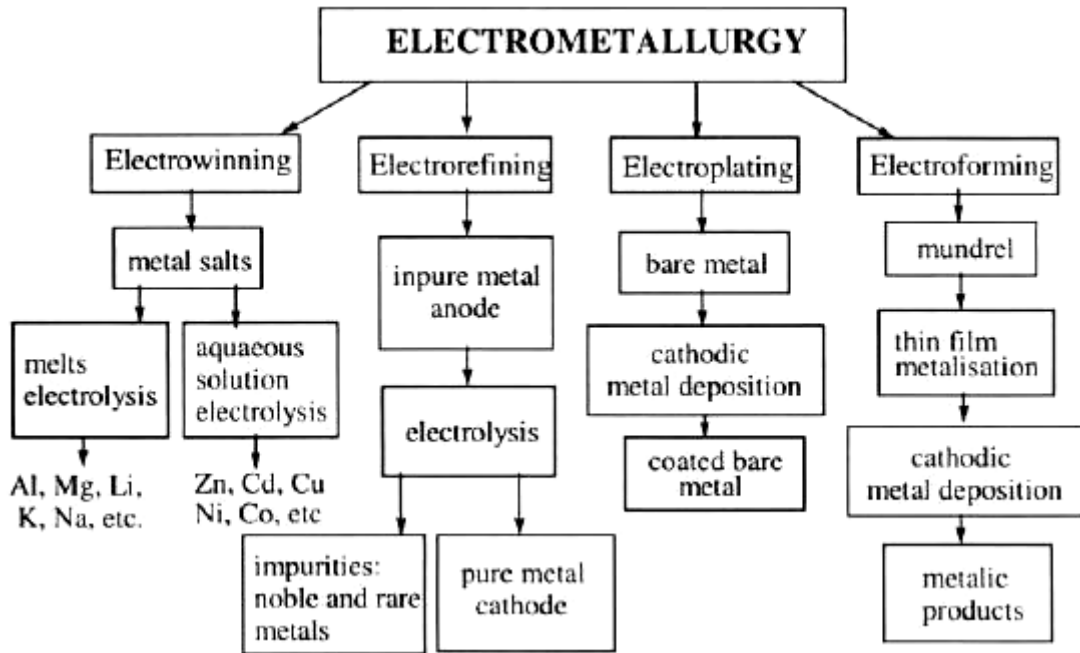 ELECTROMETALLURGY
Electrowinning
Electrorefining
Electroplating
Electroforming
metal salts
inpure metal
anode
bare metal
mundrel
melts
electrolysis
aquaeous
solution
electrolysis
cathodic
metal deposition
thin film
metalisation
electrolysis
coated bare
metal
cathodic
metal deposition
Al, Mg, Li,
K, Na, etc.
Zn, Cd, Cu
Ni, Co, etc
impurities:
noble and rare
metals
pure metal
cathode
metalic
products